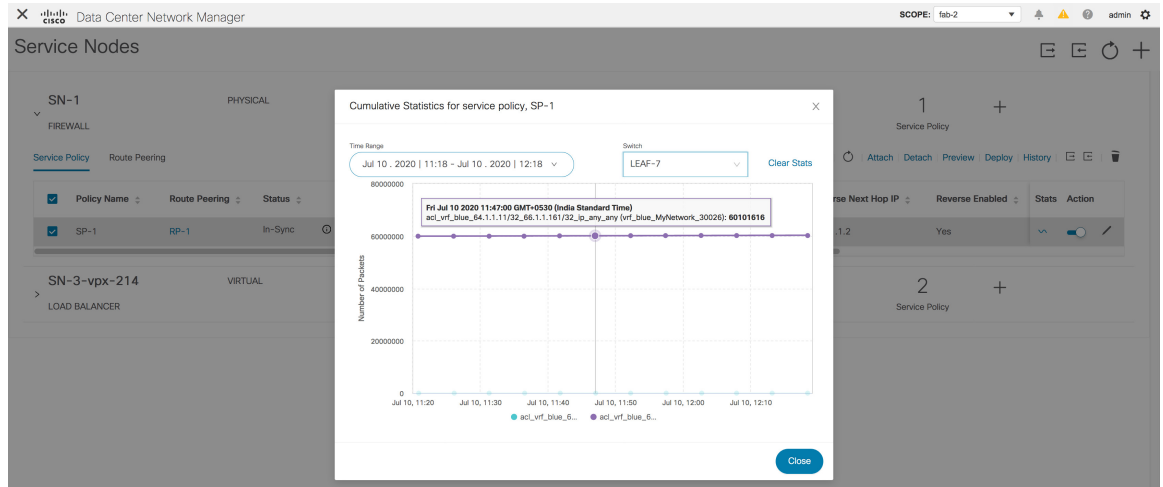 CISCO Data Center Network Manager SCOPE: fab-2 admin
Service Nodes
SN-1 PHYSICAL 1
FIREWALL Service Policy
Service Policy Route Peering Attach Detach Preview Deploy History
Policy Name Route Peering Status rse Next Hop IP Reverse Enabled Stats Action
SP-1 RP-1 In-Sync .1.2 Yes
SN-3-vpx-214 VIRTUAL 2
LOAD BALANCER Service Policy
Cumulative Statistics for service policy, SP-1 X
Time Range Switch
Jul 10 . 2020 | 11:18 - Jul 10 . 2020 | 12:18 LEAF-7 Clear Stats
80000000
Fri Jul 10 2020 11:47:00 GMT+0530 (India Standard Time)
acl_vrf_blue_64.1.1.11/32_66.1.1.161/32_ip_any_any (vrf_blue_MyNetwork_30026): 60101616
60000000
Number of Packets
40000000
20000000
0
Jul 10, 11:20 Jul 10, 11:30 Jul 10, 11:40 Jul 10, 11:50 Jul 10, 12:00 Jul 10, 12:10
acl_vrf_blue_6... acl_vrf_blue_6...
Close